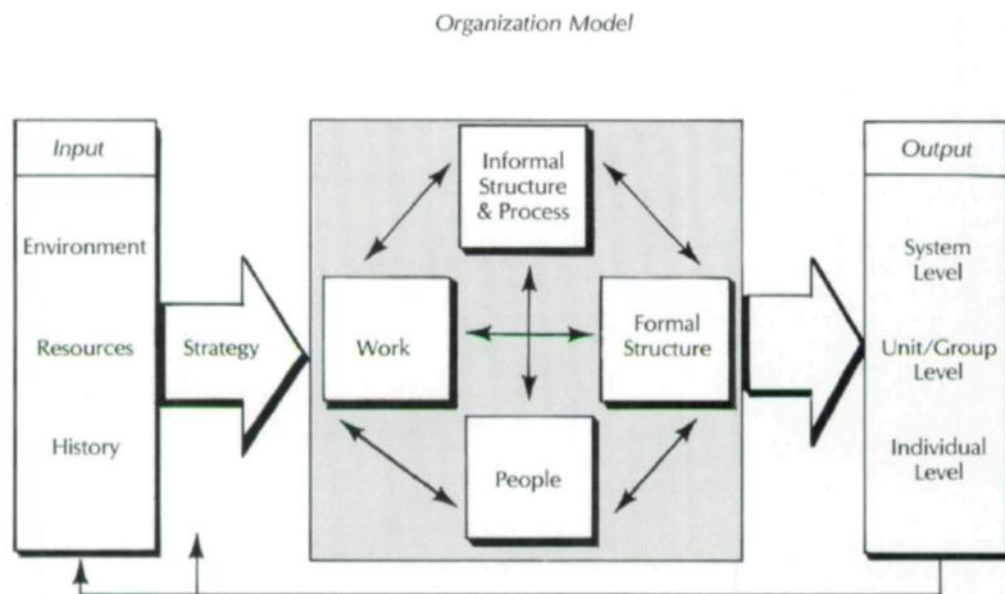 Organization Model
Input
Environment
Resources
History
Strategy
Informal
Structure
& Process
Work
Formal
Structure
People
Output
System
Level
Unit/Group
Level
Individual
Level